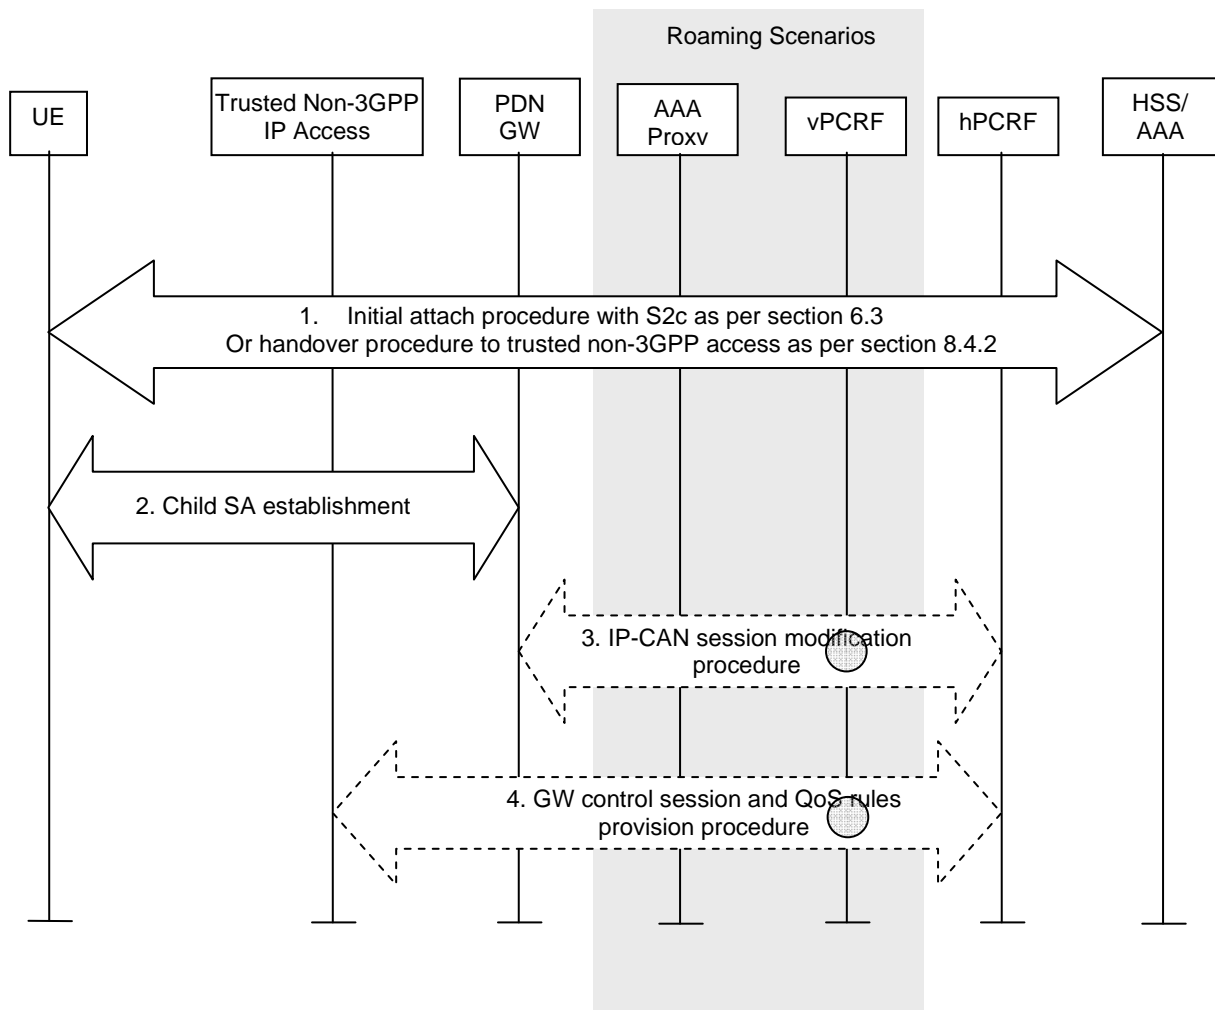 Roaming Scenarios
UE
Trusted Non-3GPP
IP Access
PDN
GW
AAA
Proxv
vPCRF
hPCRF
HSS/
AAA
1. Initial attach procedure with S2c as per section 6.3
Or handover procedure to trusted non-3GPP access as per section 8.4.2
2. Child SA establishment
3. IP-CAN session modification
procedure
4. GW control session and QoS rules
provision procedure